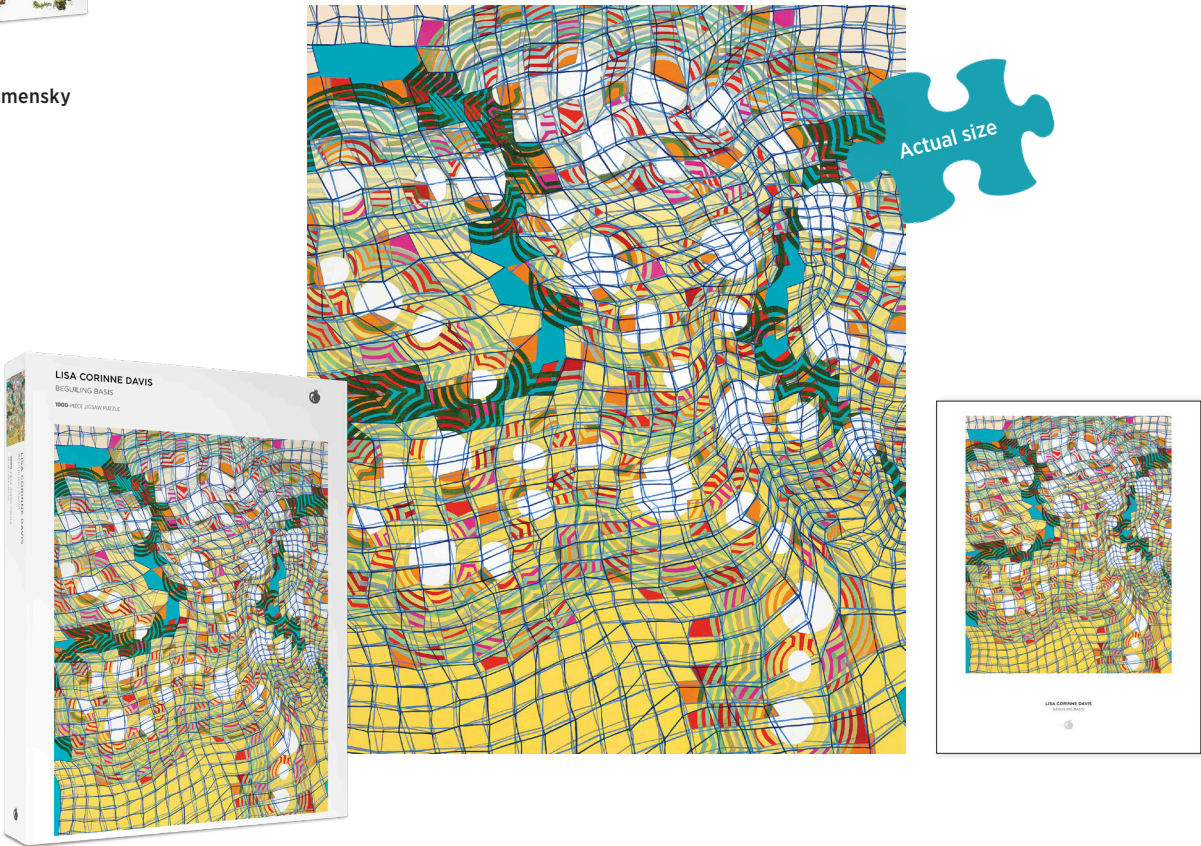 mensky
Actual size
LISA CORINNE DAVIS
BEGUILING BASIS
1000-PIECE JIGSAW PUZZLE
LISA CORINNE DAVIS
LISA CORINNE DAVIS
BEGUILING BASIS